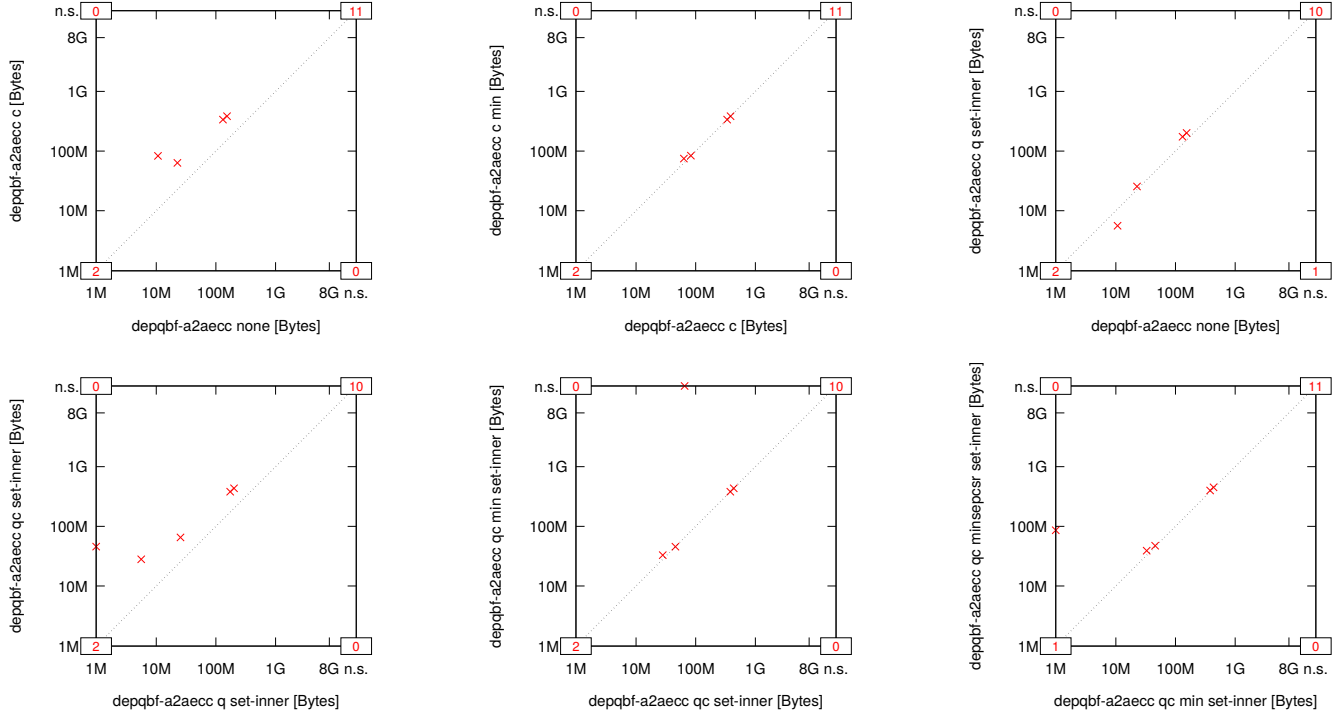 n.s. 0 11
8G
1G
100M
10M
1M 2 0
1M 10M 100M 1G 8G n.s.
depqbf-a2aecc c [Bytes]
depqbf-a2aecc none [Bytes]
n.s. 0 11
8G
1G
100M
10M
1M 2 0
1M 10M 100M 1G 8G n.s.
depqbf-a2aecc c min [Bytes]
depqbf-a2aecc c [Bytes]
n.s. 0 10
8G
1G
100M
10M
1M 2 1
1M 10M 100M 1G 8G n.s.
depqbf-a2aecc q set-inner [Bytes]
depqbf-a2aecc none [Bytes]
n.s. 0 10
8G
1G
100M
10M
1M 2 0
1M 10M 100M 1G 8G n.s.
depqbf-a2aecc qc set-inner [Bytes]
depqbf-a2aecc q set-inner [Bytes]
n.s. 0 10
8G
1G
100M
10M
1M 2 0
1M 10M 100M 1G 8G n.s.
depqbf-a2aecc qc min set-inner [Bytes]
depqbf-a2aecc qc set-inner [Bytes]
n.s. 0 11
8G
1G
100M
10M
1M 1 0
1M 10M 100M 1G 8G n.s.
depqbf-a2aecc qc minsepcsr set-inner [Bytes]
depqbf-a2aecc qc min set-inner [Bytes]